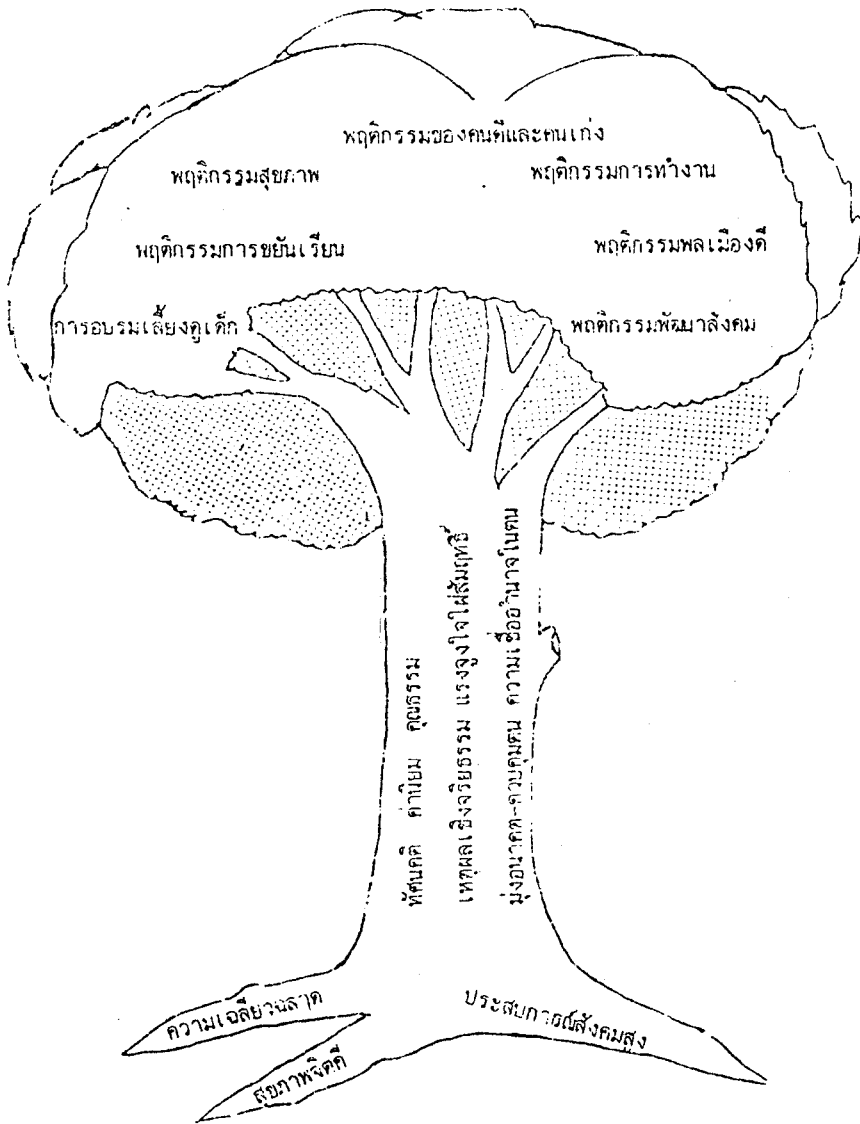 พฤติกรรมของคนดีและคนเก่ง
พฤติกรรมสุขภาพ
พฤติกรรมการทำงาน
พฤติกรรมการขยันเรียน
พฤติกรรมพลเมืองดี
การอบรมเลี้ยงดูเด็ก
พฤติกรรมพัฒนาสังคม
ทัศนคติ ค่านิยม คุณธรรม
เหตุผลเชิงจริยธรรม แรงจูงใจใฝ่สัมฤทธิ์
มุ่งอนาคต-ควบคุมตน ความเชื่ออำนาจในตน
ความเฉลียวฉลาด
ประสบการณ์สังคมสูง
สุขภาพจิตดี